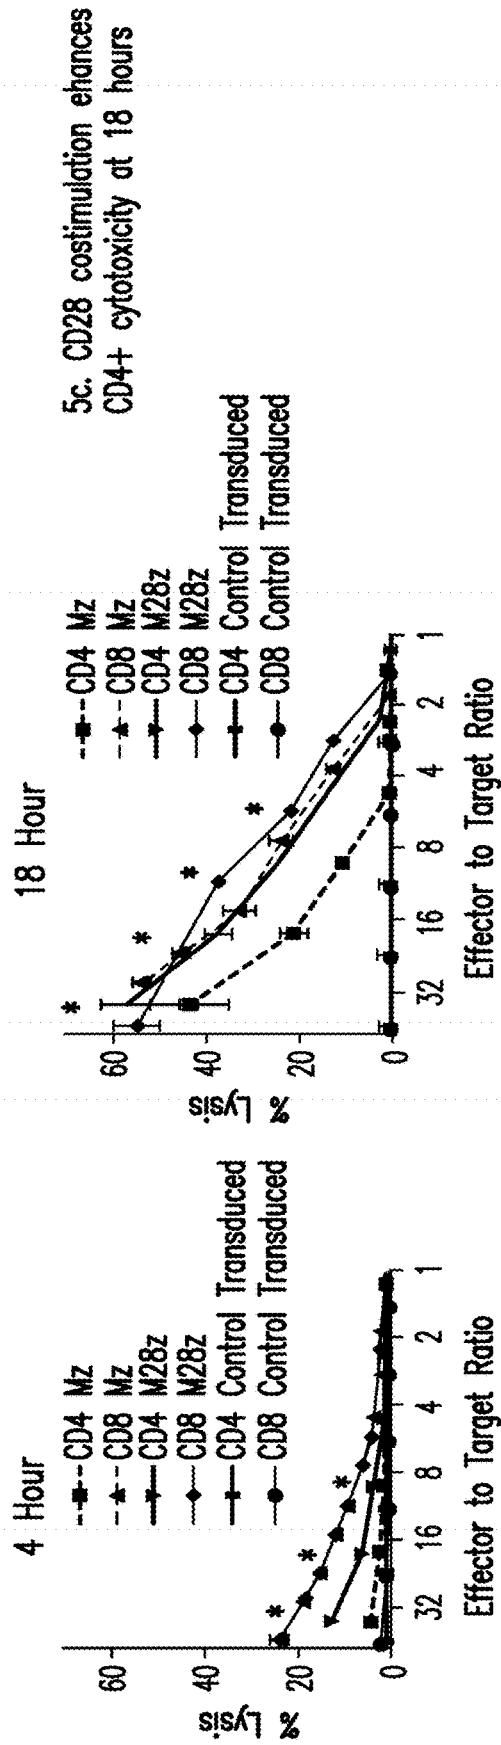 4 Hour
CD4 Mz
CD8 Mz
CD4 M28z
CD8 M28z
CD4 Control Transduced
CD8 Control Transduced
*
*
*
% Lysis
60
40
20
0
32
16
8
4
2
1
Effector to Target Ratio
18 Hour
CD4 Mz
CD8 Mz
CD4 M28z
CD8 M28z
CD4 Control Transduced
CD8 Control Transduced
*
*
*
*
% Lysis
60
40
20
0
32
16
8
4
2
1
Effector to Target Ratio
5c. CD28 costimulation ehances
CD4+ cytotoxicity at 18 hours